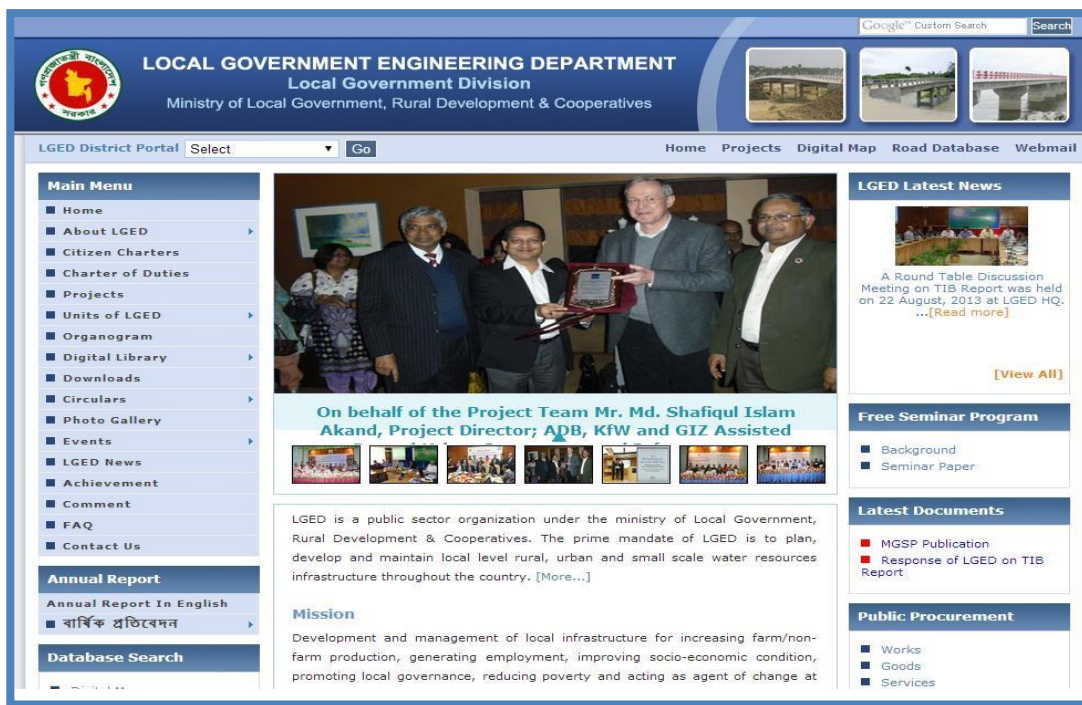 Google™ Custom Search
Search
LOCAL GOVERNMENT ENGINEERING DEPARTMENT
Local Government Division
Ministry of Local Government, Rural Development & Cooperatives
LGED District Portal
Select
Go
Home
Projects
Digital Map
Road Database
Webmail
Main Menu
Home
About LGED
Citizen Charters
Charter of Duties
Projects
Units of LGED
Organogram
Digital Library
Downloads
Circulars
Photo Gallery
Events
LGED News
Achievement
Comment
FAQ
Contact Us
Annual Report
Annual Report In English
বার্ষিক প্রতিবেদন
Database Search
On behalf of the Project Team Mr. Md. Shafiqul Islam
Akand, Project Director; ADB, KfW and GIZ Assisted
LGED is a public sector organization under the ministry of Local Government,
Rural Development & Cooperatives. The prime mandate of LGED is to plan,
develop and maintain local level rural, urban and small scale water resources
infrastructure throughout the country. [More...]
Mission
Development and management of local infrastructure for increasing farm/non-
farm production, generating employment, improving socio-economic condition,
promoting local governance, reducing poverty and acting as agent of change at
LGED Latest News
A Round Table Discussion
Meeting on TIB Report was held
on 22 August, 2013 at LGED HQ.
...[Read more]
[View All]
Free Seminar Program
Background
Seminar Paper
Latest Documents
MGSP Publication
Response of LGED on TIB
Report
Public Procurement
Works
Goods
Services